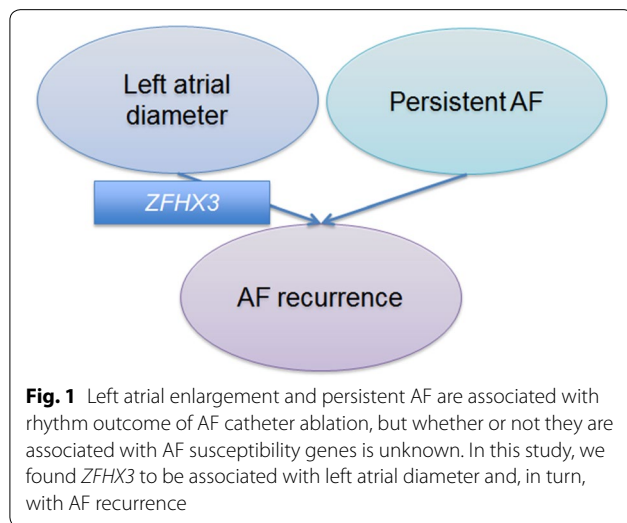 Left atrial
diameter
Persistent AF
ZFHX3
AF recurrence
Fig. 1 Left atrial enlargement and persistent AF are associated with
rhythm outcome of AF catheter ablation, but whether or not they are
associated with AF susceptibility genes is unknown. In this study, we
found ZFHX3 to be associated with left atrial diameter and, in turn,
with AF recurrence